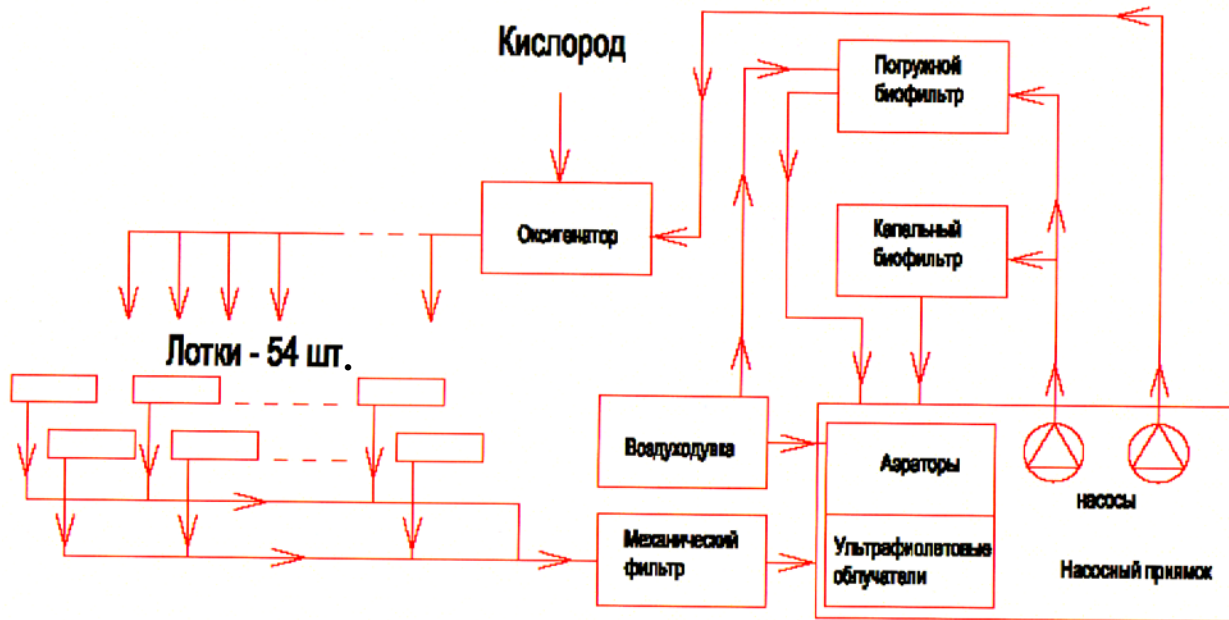 Кислород
Погружной
биофильтр
Оксигенатор
Капельный
биофильтр
Лотки - 54 шт.
Воздуходувка
Аэраторы
насосы
Механический
фильтр
Ультрафиолетовые
облучатели
Насосный приямок